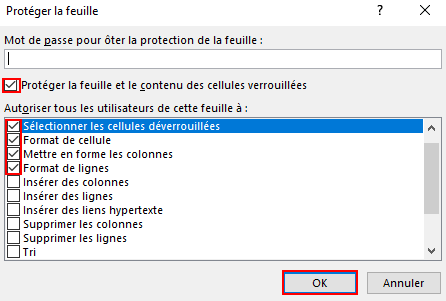 Protéger la feuille
Mot de passe pour ôter la protection de la feuille :
Protéger la feuille et le contenu des cellules verrouillées
Autoriser tous les utilisateurs de cette feuille à :
Sélectionner les cellules déverrouillées
Format de cellule
Mettre en forme les colonnes
Format de lignes
Insérer des colonnes
Insérer des lignes
Insérer des liens hypertexte
Supprimer les colonnes
Supprimer les lignes
Tri
OK Annuler